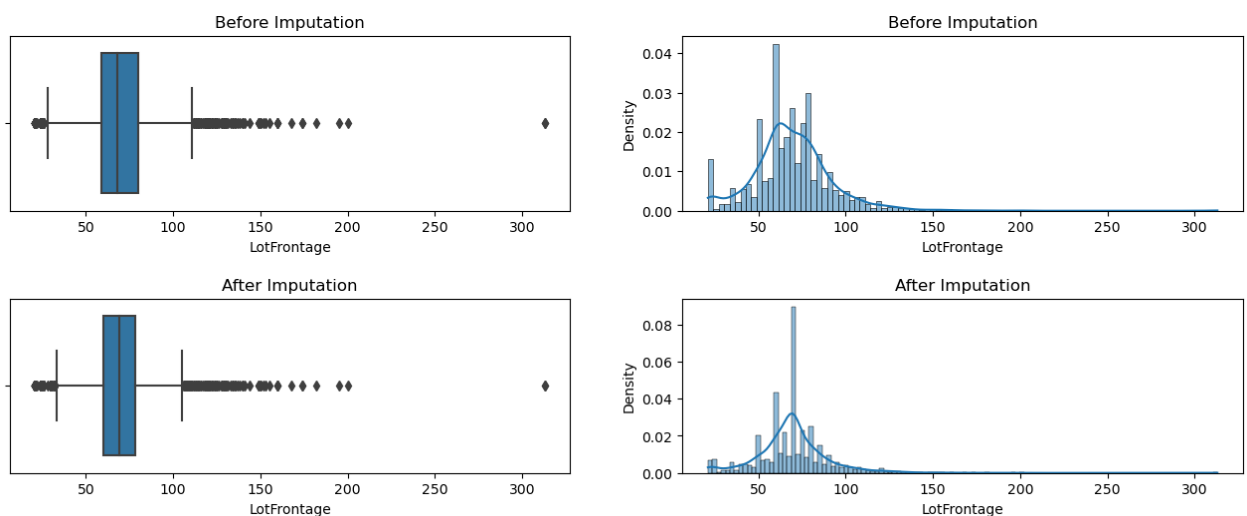 Before Imputation
50 100 150 200 250 300
LotFrontage
Before Imputation
Density
0.04
0.03
0.02
0.01
0.00
50 100 150 200 250 300
LotFrontage
After Imputation
50 100 150 200 250 300
LotFrontage
After Imputation
Density
0.08
0.06
0.04
0.02
0.00
50 100 150 200 250 300
LotFrontage